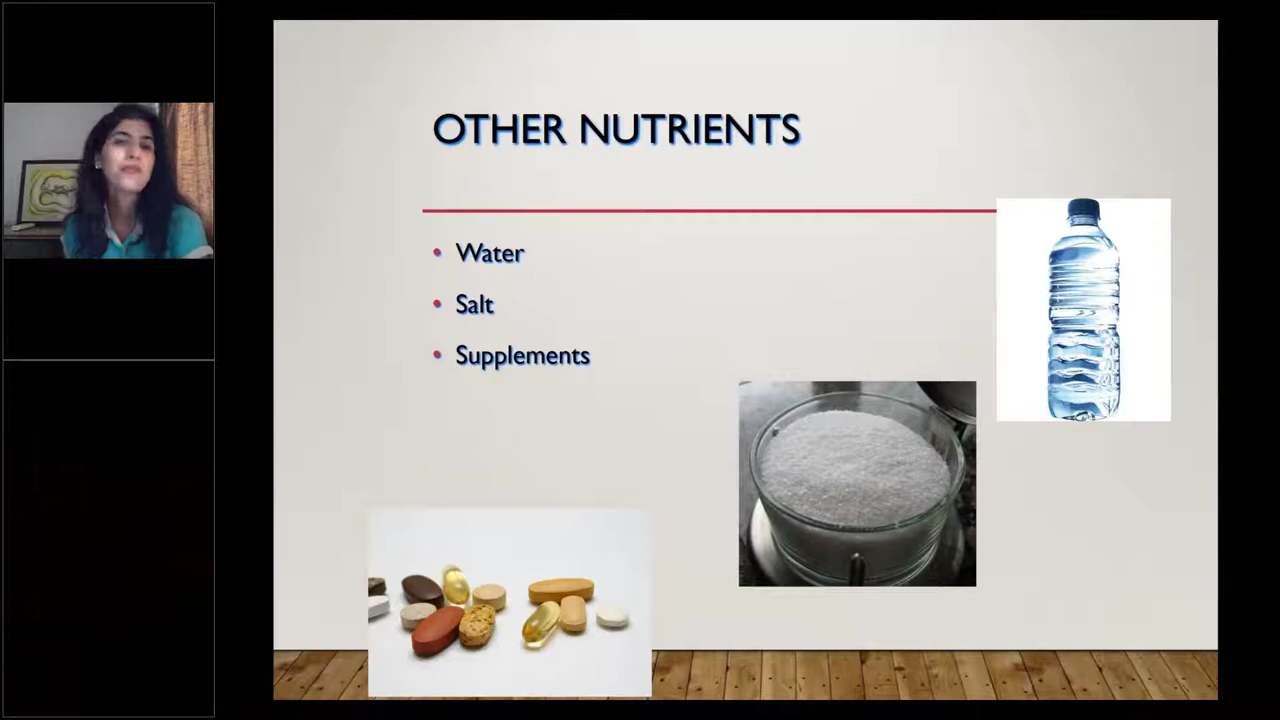 OTHER NUTRIENTS
• Water
• Salt
• Supplements